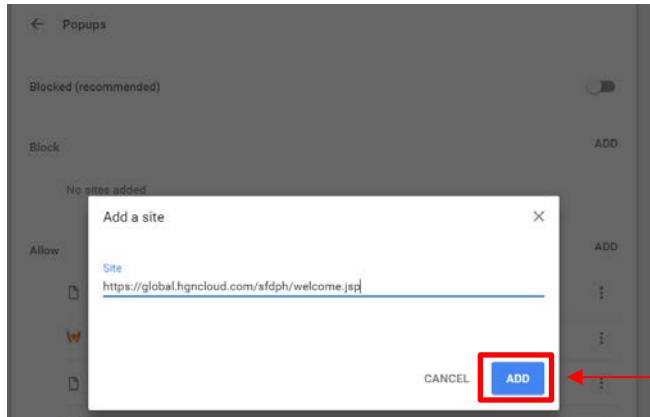 Popups
Blocked (recommended)
Block
ADD
No sites added
Add a site
Allow
ADD
Site
https://global.hgncloud.com/sfdph/welcome.jsp
CANCEL
ADD